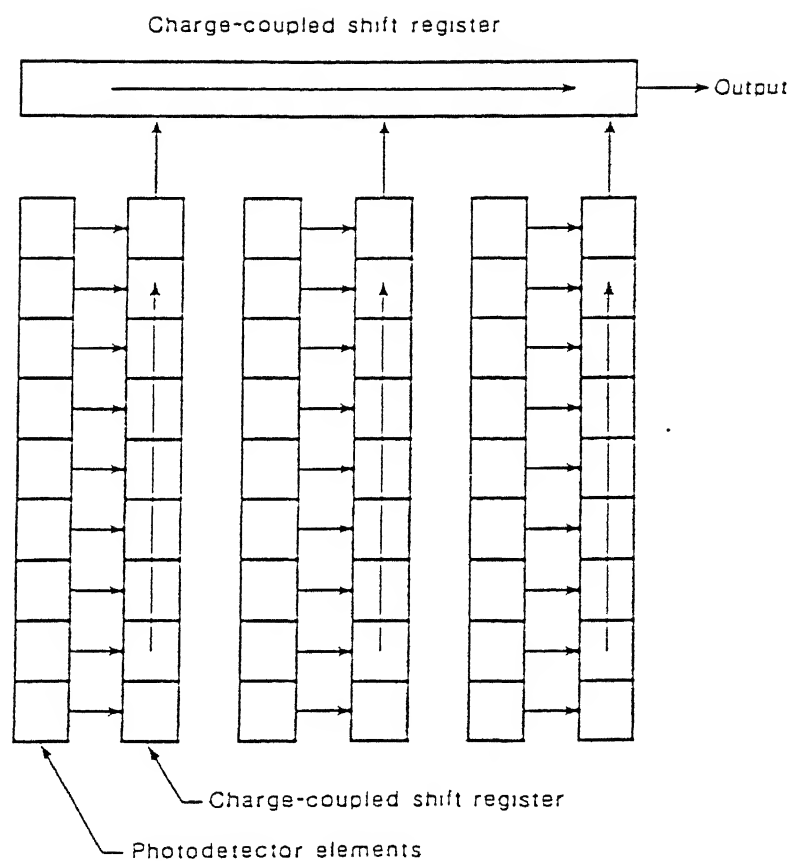 Charge-coupled shift register
Output
Charge-coupled shift register
Photodetector elements